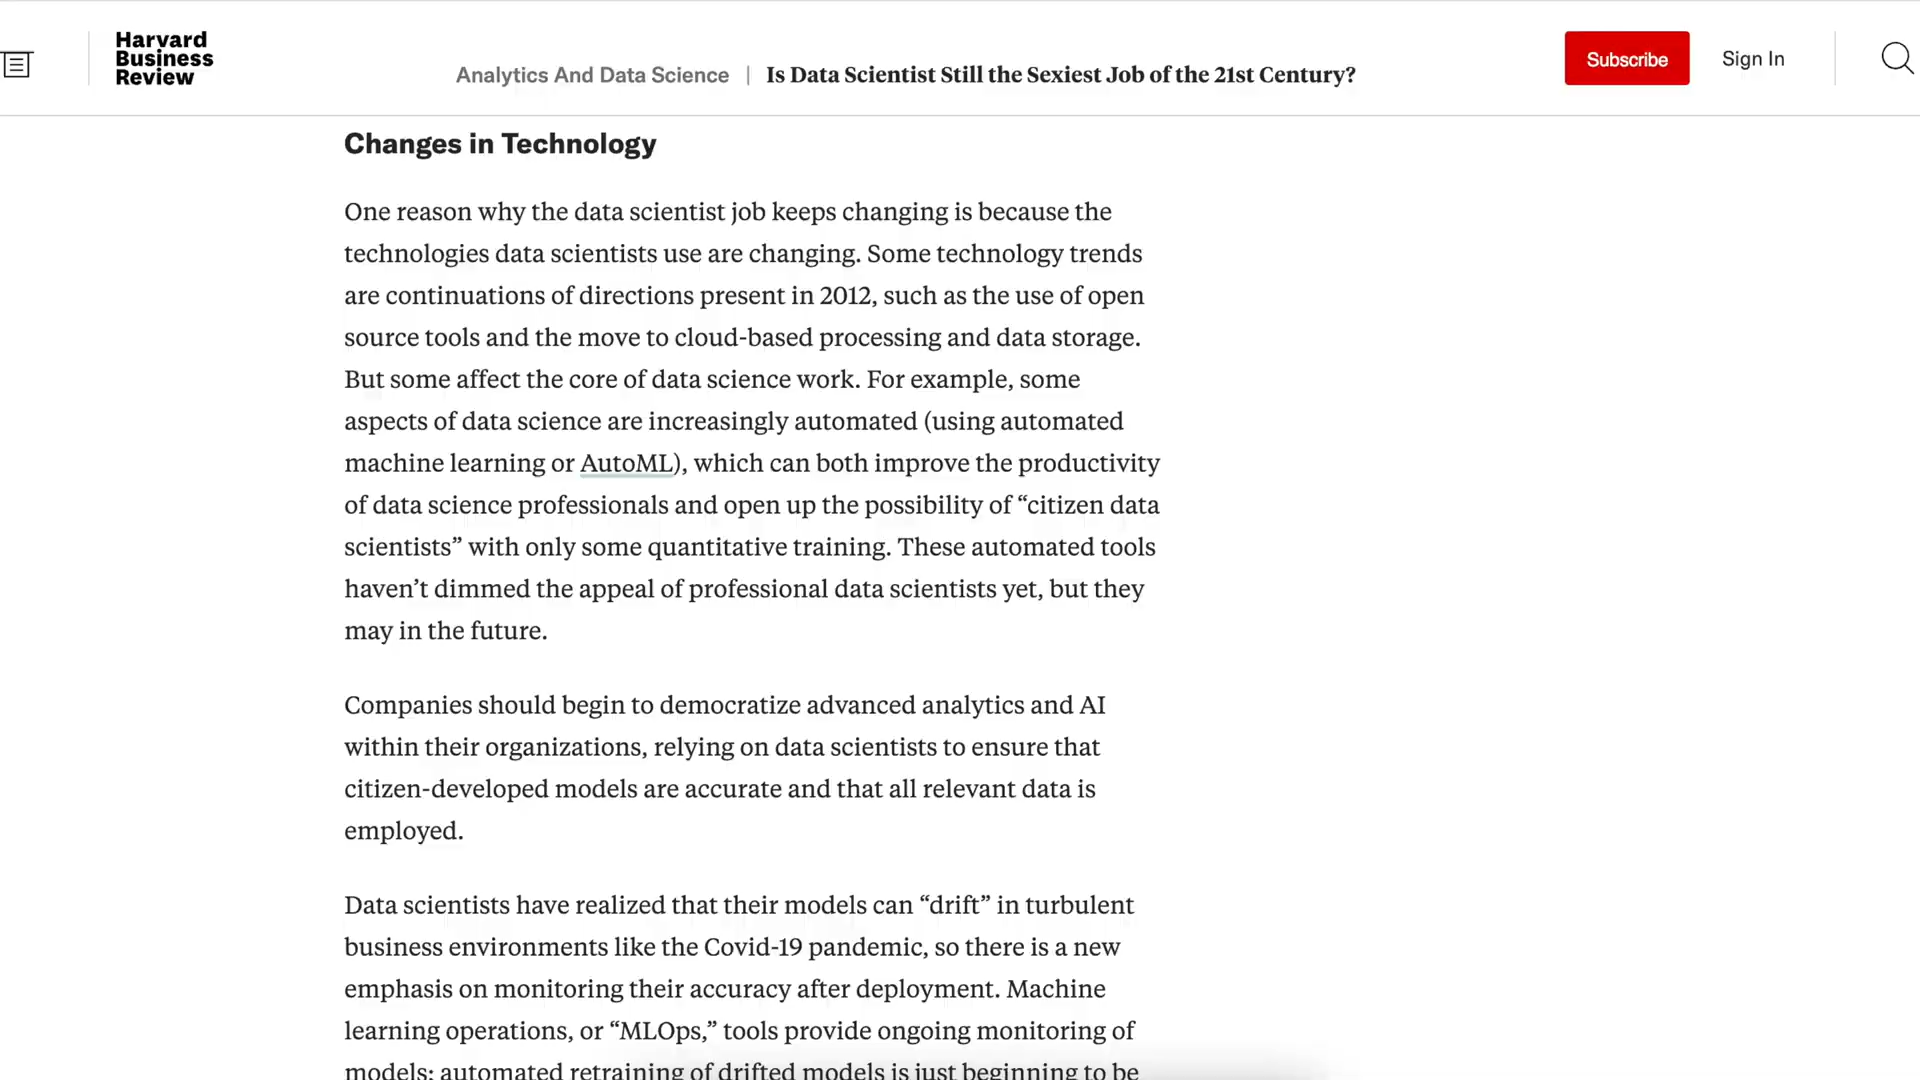 Harvard
Business
Review
Analytics And Data Science | Is Data Scientist Still the Sexiest Job of the 21st Century?
Subscribe
Sign In
Changes in Technology
One reason why the data scientist job keeps changing is because the
technologies data scientists use are changing. Some technology trends
are continuations of directions present in 2012, such as the use of open
source tools and the move to cloud-based processing and data storage.
But some affect the core of data science work. For example, some
aspects of data science are increasingly automated (using automated
machine learning or AutoML), which can both improve the productivity
of data science professionals and open up the possibility of “citizen data
scientists” with only some quantitative training. These automated tools
haven’t dimmed the appeal of professional data scientists yet, but they
may in the future.
Companies should begin to democratize advanced analytics and AI
within their organizations, relying on data scientists to ensure that
citizen-developed models are accurate and that all relevant data is
employed.
Data scientists have realized that their models can “drift” in turbulent
business environments like the Covid-19 pandemic, so there is a new
emphasis on monitoring their accuracy after deployment. Machine
learning operations, or “MLOps,” tools provide ongoing monitoring of
models; automated retraining of drifted models is just beginning to be